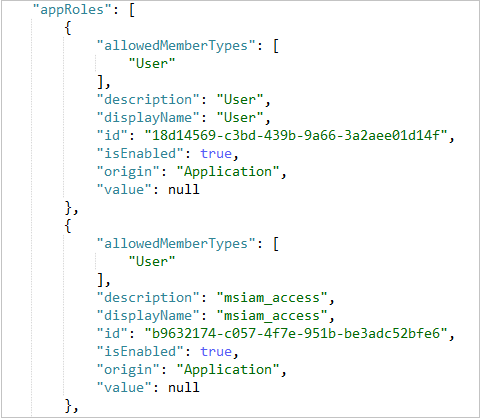 "appRoles": [
{
"allowedMemberTypes": [
"User"
],
"description": "User",
"displayName": "User",
"id": "18d14569-c3bd-439b-9a66-3a2aee01d14f",
"isEnabled": true,
"origin": "Application",
"value": null
},
{
"allowedMemberTypes": [
"User"
],
"description": "msiam_access",
"displayName": "msiam_access",
"id": "b9632174-c057-4f7e-951b-be3adc52bfe6",
"isEnabled": true,
"origin": "Application",
"value": null
},